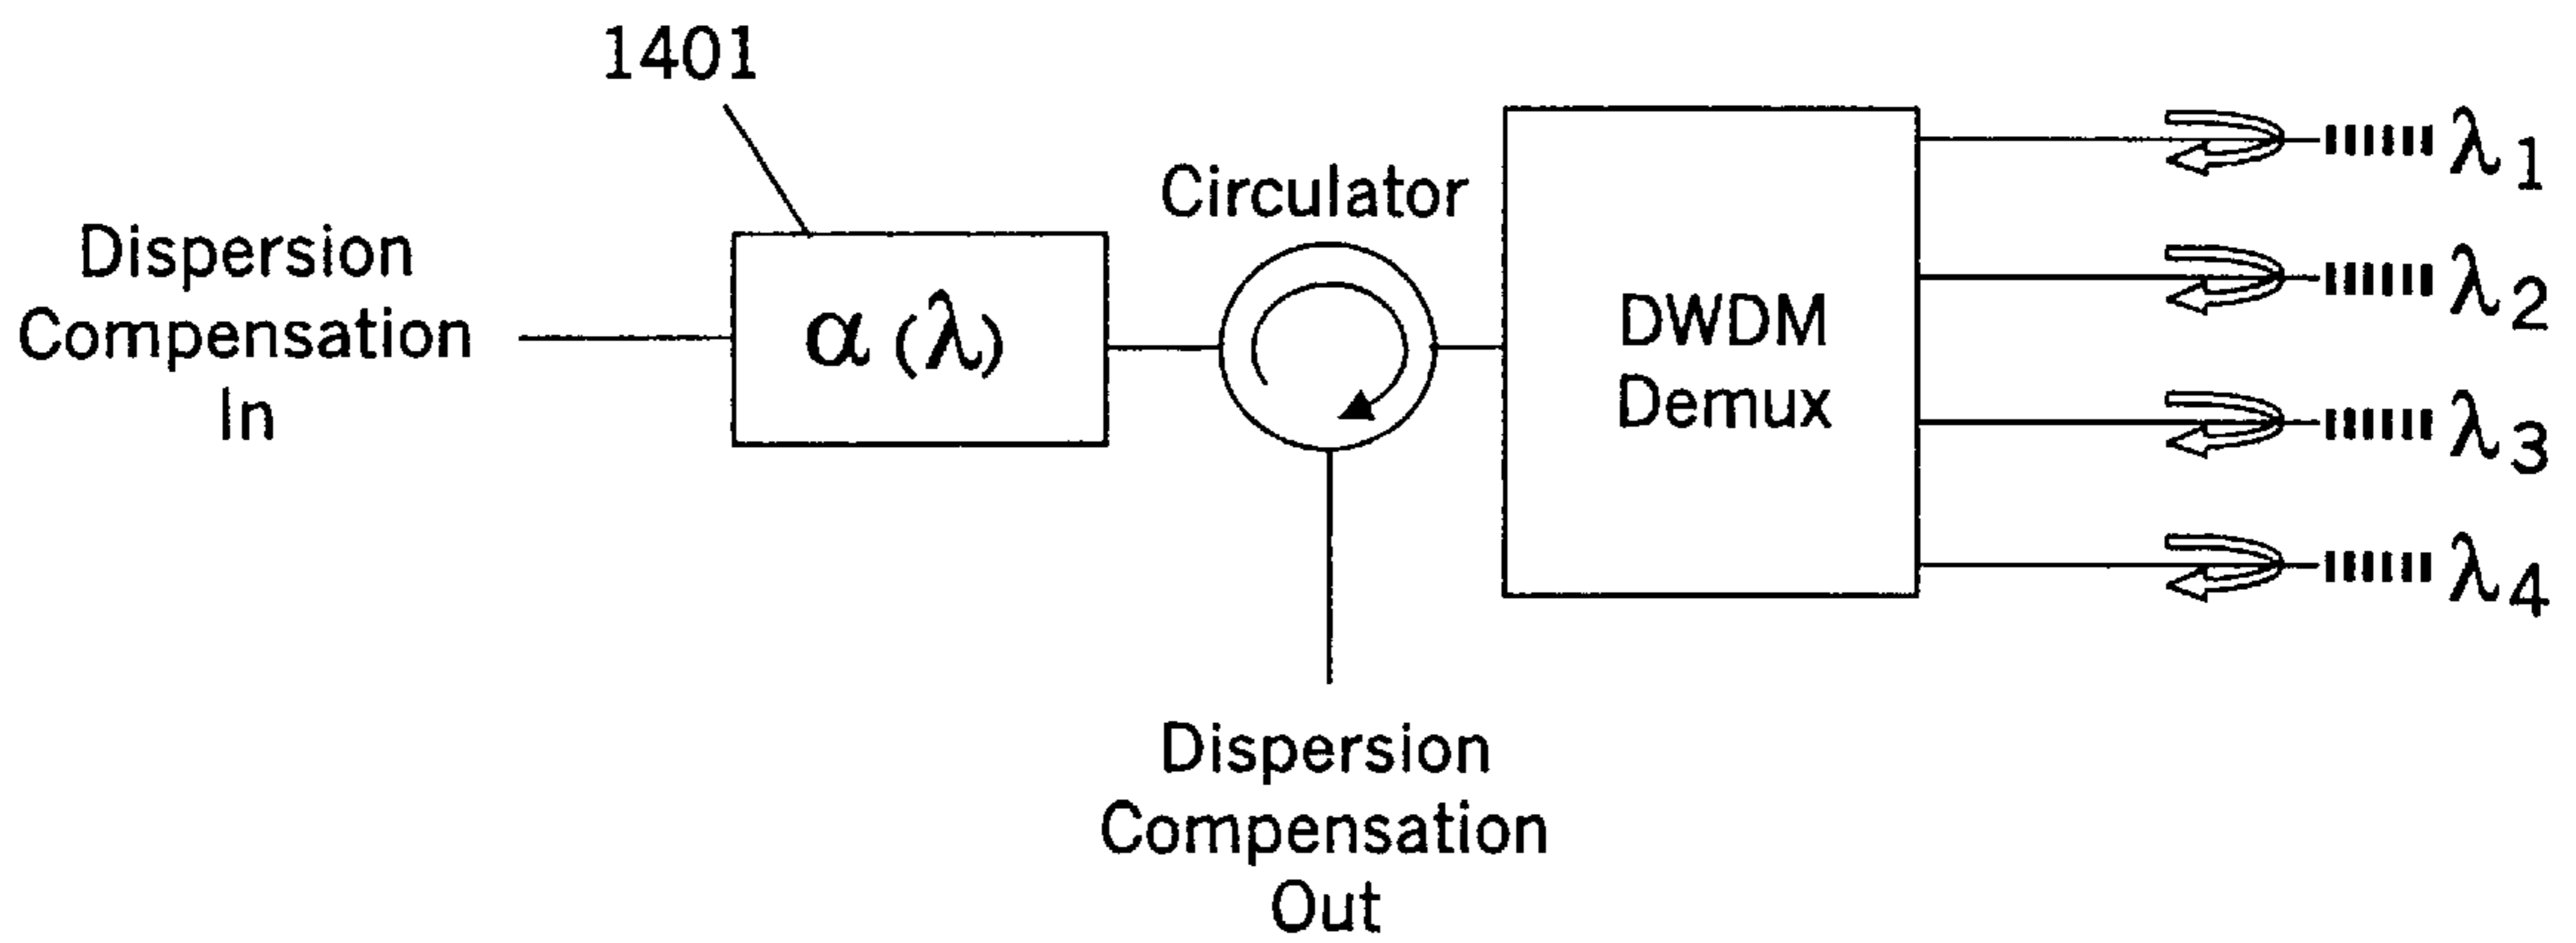 1401
Dispersion
Compensation
In
α (λ)
Circulator
DWDM
Demux
λ1
λ2
λ3
λ4
Dispersion
Compensation
Out